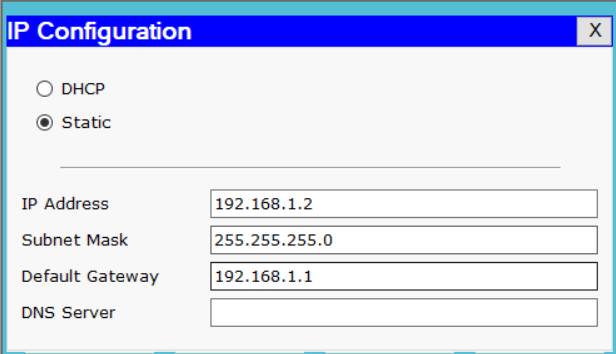 IP Configuration X
DHCP
Static
IP Address 192.168.1.2
Subnet Mask 255.255.255.0
Default Gateway 192.168.1.1
DNS Server